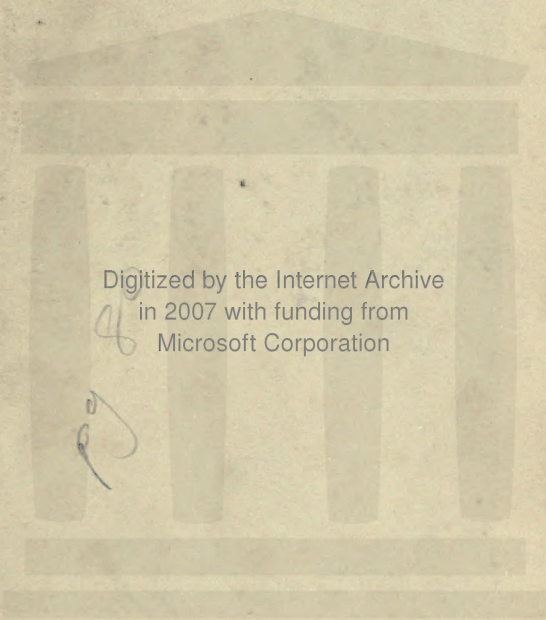 Digitized by the Internet Archive
in 2007 with funding from
Microsoft Corporation